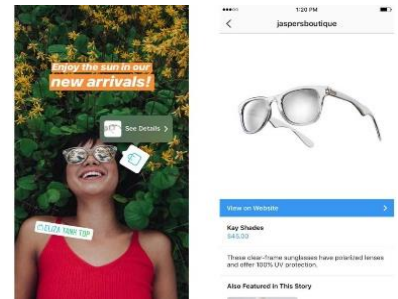 Enjoy the sun in our
new arrivals!
See Details >
ELIZA TANK TOP
1:20 PM
jaspersboutique
View on Website
Kay Shades
$45.00
These clear-frame sunglasses have polarized lenses
and offer 100% UV protection.
Also Featured in This Story